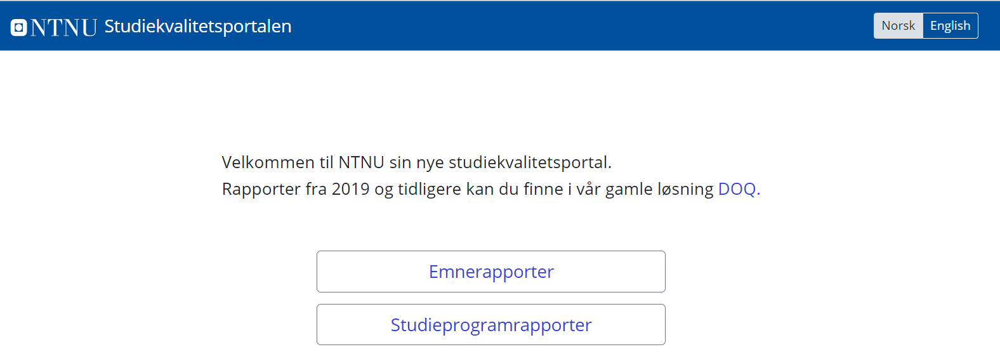 NTNU Studiekvalitetsportalen
Norsk English
Velkommen til NTNU sin nye studiekvalitetsportal.
Rapporter fra 2019 og tidligere kan du finne i vår gamle løsning DOQ.
Emnerapporter
Studieprogramrapporter